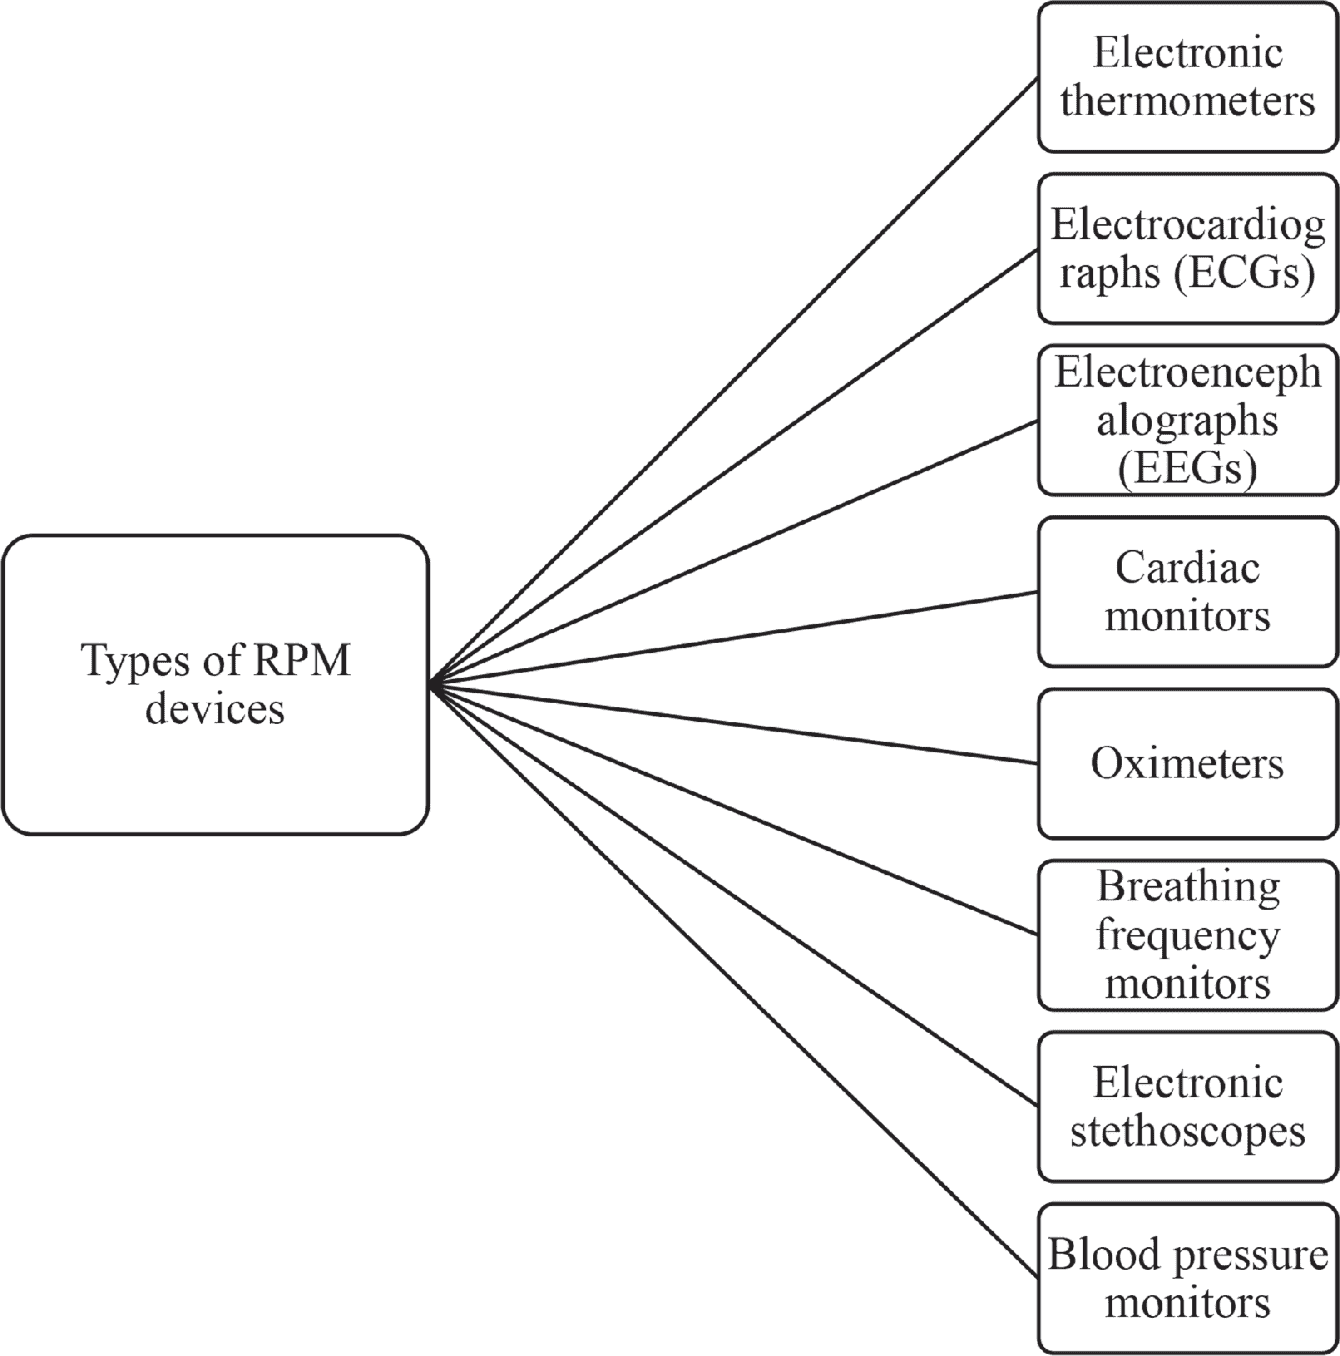 Types of RPM
devices
Electronic
thermometers
Electrocardiog
raphs (ECGs)
Electroenceph
alographs
(EEGs)
Cardiac
monitors
Oximeters
Breathing
frequency
monitors
Electronic
stethoscopes
Blood pressure
monitors